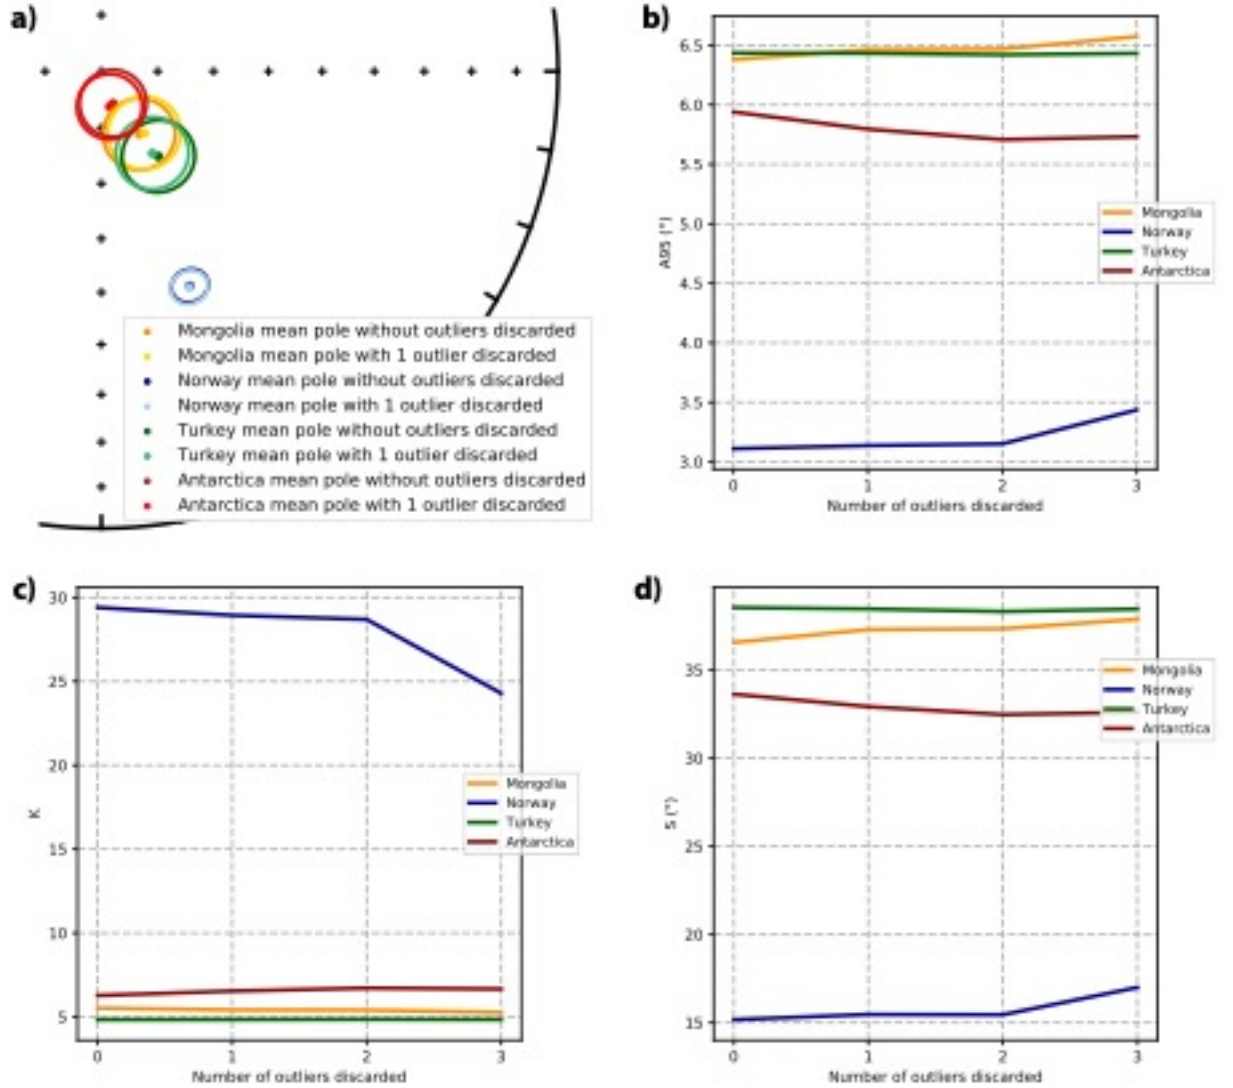 a)
Mongolia mean pole without outliers discarded
Mongolia mean pole with 1 outlier discarded
Norway mean pole without outliers discarded
Norway mean pole with 1 outlier discarded
Turkey mean pole without outliers discarded
Turkey mean pole with 1 outlier discarded
Antarctica mean pole without outliers discarded
Antarctica mean pole with 1 outlier discarded
b)
6.5
6.0
5.5
5.0
4.5
4.0
3.5
3.0
A95 (°)
Mongolia
Norway
Turkey
Antarctica
0 1 2 3
Number of outliers discarded
c)
30
25
20
15
10
5
K
Mongolia
Norway
Turkey
Antarctica
0 1 2 3
Number of outliers discarded
d)
35
30
25
20
15
S (°)
Mongolia
Norway
Turkey
Antarctica
0 1 2 3
Number of outliers discarded